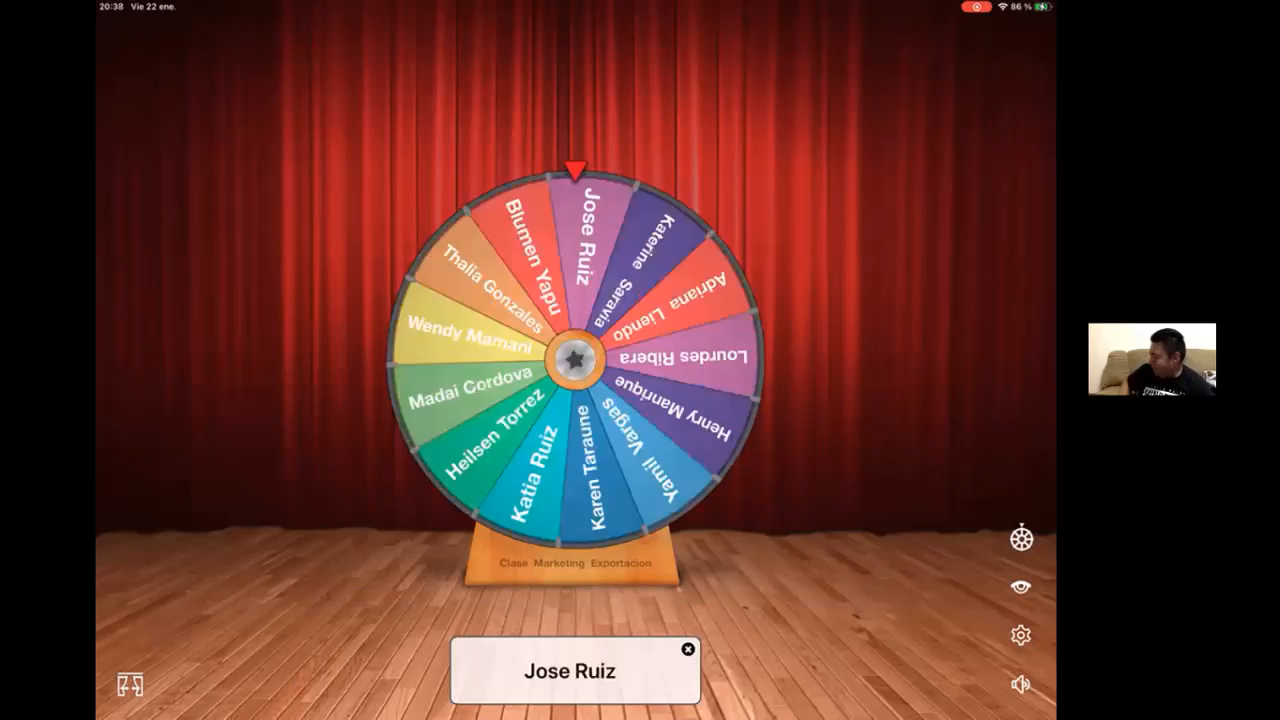 20:38 Vie 22 ene.
86 %
Jose Ruiz
Katerine Saravia
Adriana Liendo
Lourdes Ribera
Henry Manrique
Yamil Vargas
Karen Taraune
Katia Ruiz
Heilsen Torrez
Madai Cordova
Wendy Mamani
Thalia Gonzales
Blumen Yapu
Clase Marketing Exportacion
Jose Ruiz